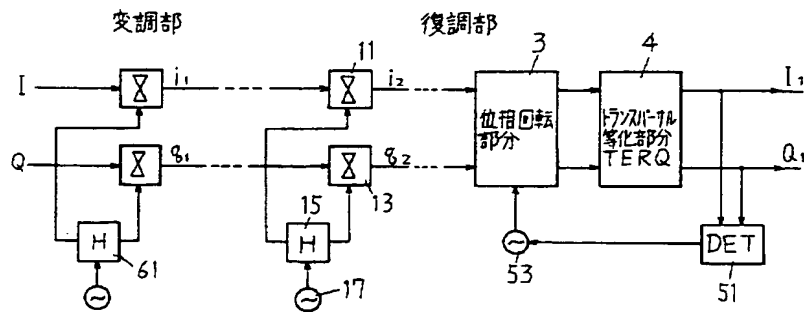 変調部
復調部
I
i₁
11
i₂
3
4
I₁
位相回転
部分
トランスバーサル
等化部分
TERQ
Q
q₁
q₂
13
Q₁
H
61
15
H
17
53
DET
51